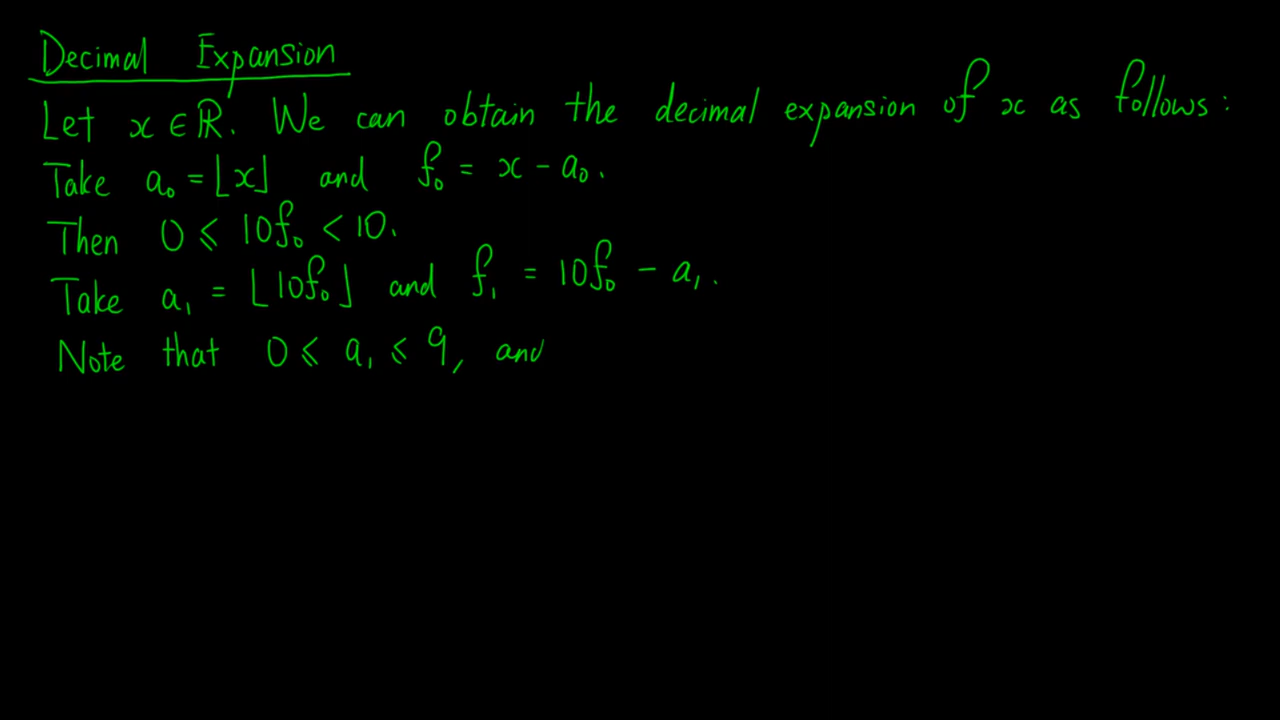 Decimal Expansion
Let x ∈ ℝ. We can obtain the decimal expansion of x as follows:
Take a₀ = ⌊x⌋ and f₀ = x - a₀.
Then 0 ⩽ 10f₀ < 10.
Take a₁ = ⌊10f₀⌋ and f₁ = 10f₀ - a₁.
Note that 0 ⩽ a₁ ⩽ 9, and